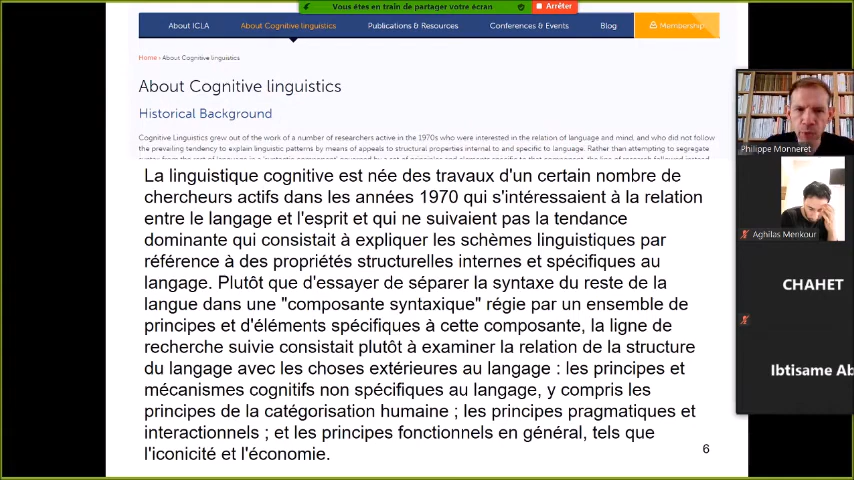 Vous êtes en train de partager votre écran
Arrêter
About ICLA
About Cognitive linguistics
Publications & Resources
Conferences & Events
Blog
Membership
Home › About Cognitive linguistics
About Cognitive linguistics
Historical Background
Cognitive Linguistics grew out of the work of a number of researchers active in the 1970s who were interested in the relation of language and mind, and who did not follow
the prevailing tendency to explain linguistic patterns by means of appeals to structural properties internal to and specific to language. Rather than attempting to segregate
La linguistique cognitive est née des travaux d'un certain nombre de
chercheurs actifs dans les années 1970 qui s'intéressaient à la relation
entre le langage et l'esprit et qui ne suivaient pas la tendance
dominante qui consistait à expliquer les schèmes linguistiques par
référence à des propriétés structurelles internes et spécifiques au
langage. Plutôt que d'essayer de séparer la syntaxe du reste de la
langue dans une "composante syntaxique" régie par un ensemble de
principes et d'éléments spécifiques à cette composante, la ligne de
recherche suivie consistait plutôt à examiner la relation de la structure
du langage avec les choses extérieures au langage : les principes et
mécanismes cognitifs non spécifiques au langage, y compris les
principes de la catégorisation humaine ; les principes pragmatiques et
interactionnels ; et les principes fonctionnels en général, tels que
l'iconicité et l'économie.
6
Philippe Monneret
Aghilas Merikour
CHAHET
Ibtisame Ab